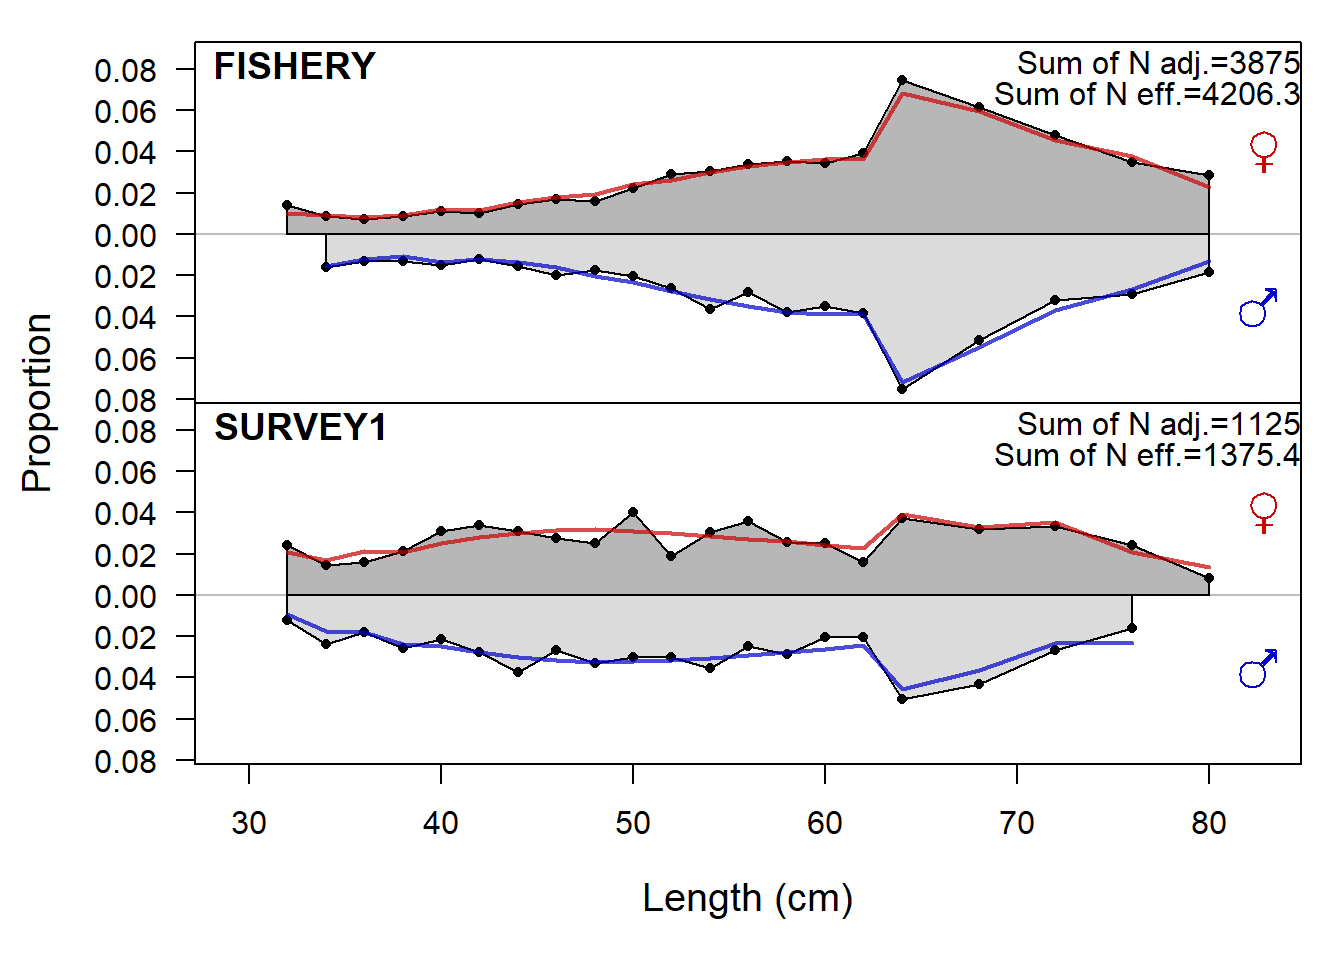 FISHERY
Sum of N adj.=3875
Sum of N eff.=4206.3
♀
♂
0.08
0.06
0.04
0.02
0.00
0.02
0.04
0.06
0.08
SURVEY1
Sum of N adj.=1125
Sum of N eff.=1375.4
♀
♂
0.08
0.06
0.04
0.02
0.00
0.02
0.04
0.06
0.08
Proportion
30 40 50 60 70 80
Length (cm)